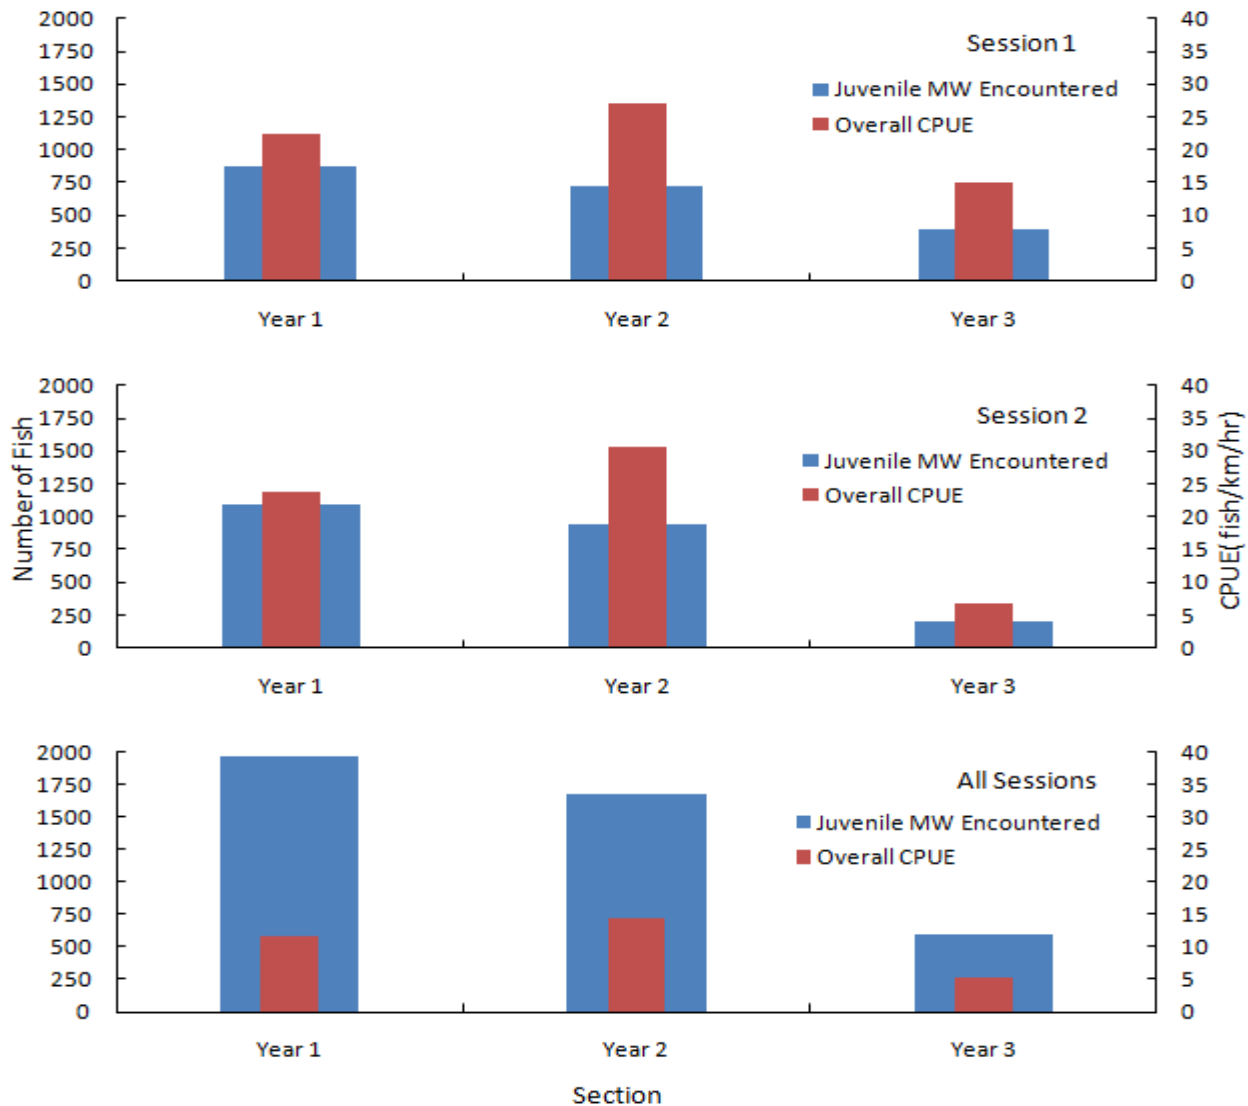 2000
1750
1500
1250
1000
750
500
250
0
40
35
30
25
20
15
10
5
0
Session 1
Juvenile MW Encountered
Overall CPUE
Year 1
Year 2
Year 3
Number of Fish
2000
1750
1500
1250
1000
750
500
250
0
40
35
30
25
20
15
10
5
0
CPUE( fish/km/hr)
Session 2
Juvenile MW Encountered
Overall CPUE
Year 1
Year 2
Year 3
2000
1750
1500
1250
1000
750
500
250
0
40
35
30
25
20
15
10
5
0
All Sessions
Juvenile MW Encountered
Overall CPUE
Year 1
Year 2
Year 3
Section